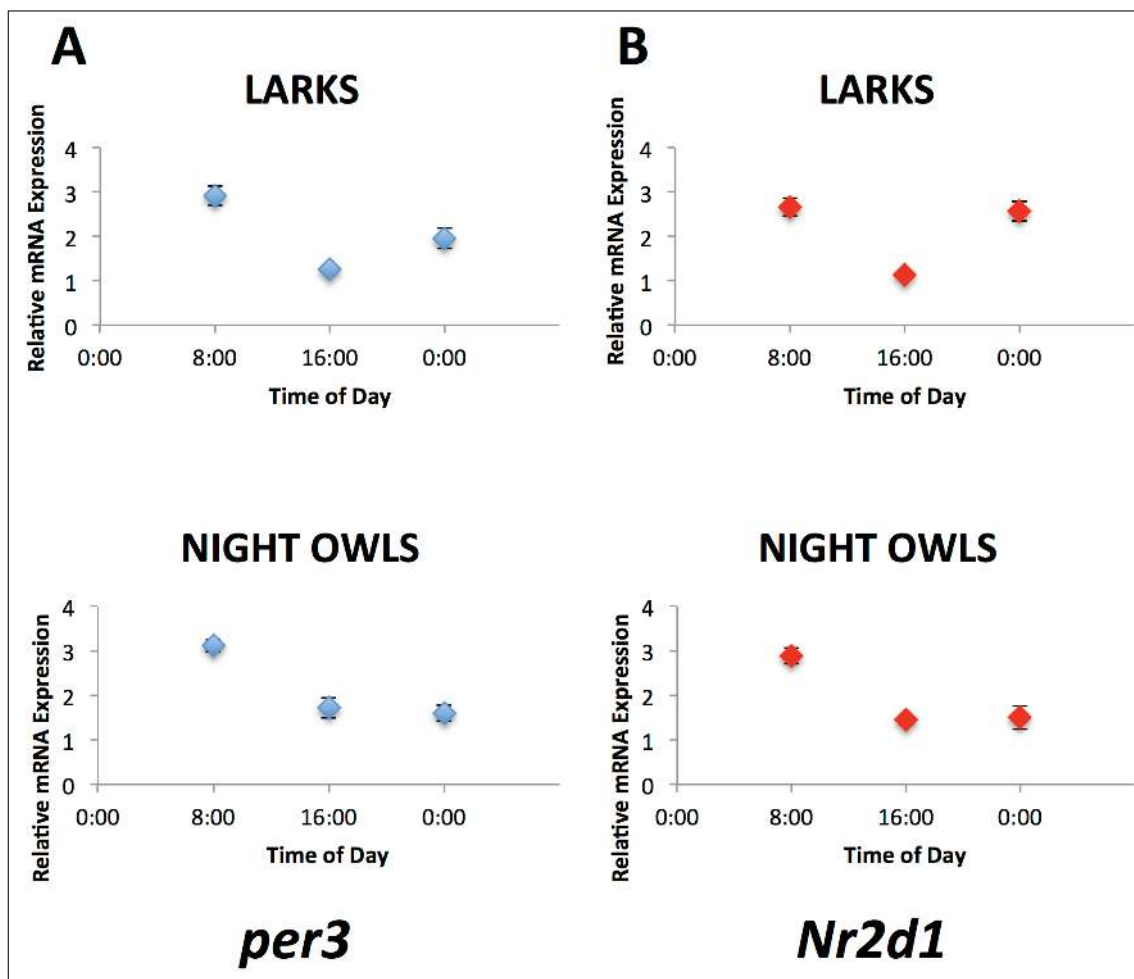 A
LARKS
Relative mRNA Expression
4
3
2
1
0
0:00 8:00 16:00 0:00
Time of Day
B
LARKS
Relative mRNA Expression
4
3
2
1
0
0:00 8:00 16:00 0:00
Time of Day
NIGHT OWLS
Relative mRNA Expression
4
3
2
1
0
0:00 8:00 16:00 0:00
Time of Day
per3
NIGHT OWLS
Relative mRNA Expression
4
3
2
1
0
0:00 8:00 16:00 0:00
Time of Day
Nr2d1